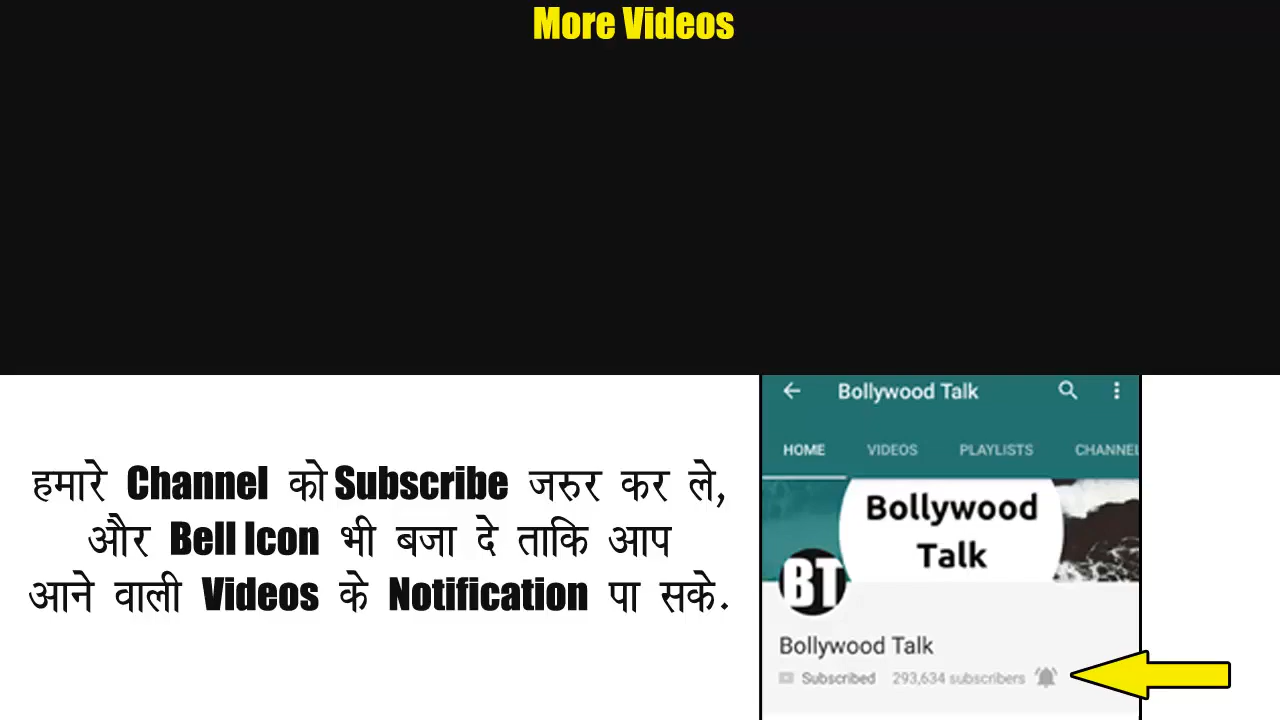 More Videos
हमारे Channel को Subscribe जरुर कर ले,
और Bell Icon भी बजा दे ताकि आप
आने वाली Videos के Notification पा सके.
Bollywood Talk
HOME VIDEOS PLAYLISTS CHANNEL
Bollywood
Talk
BT
Bollywood Talk
Subscribed 293,634 subscribers